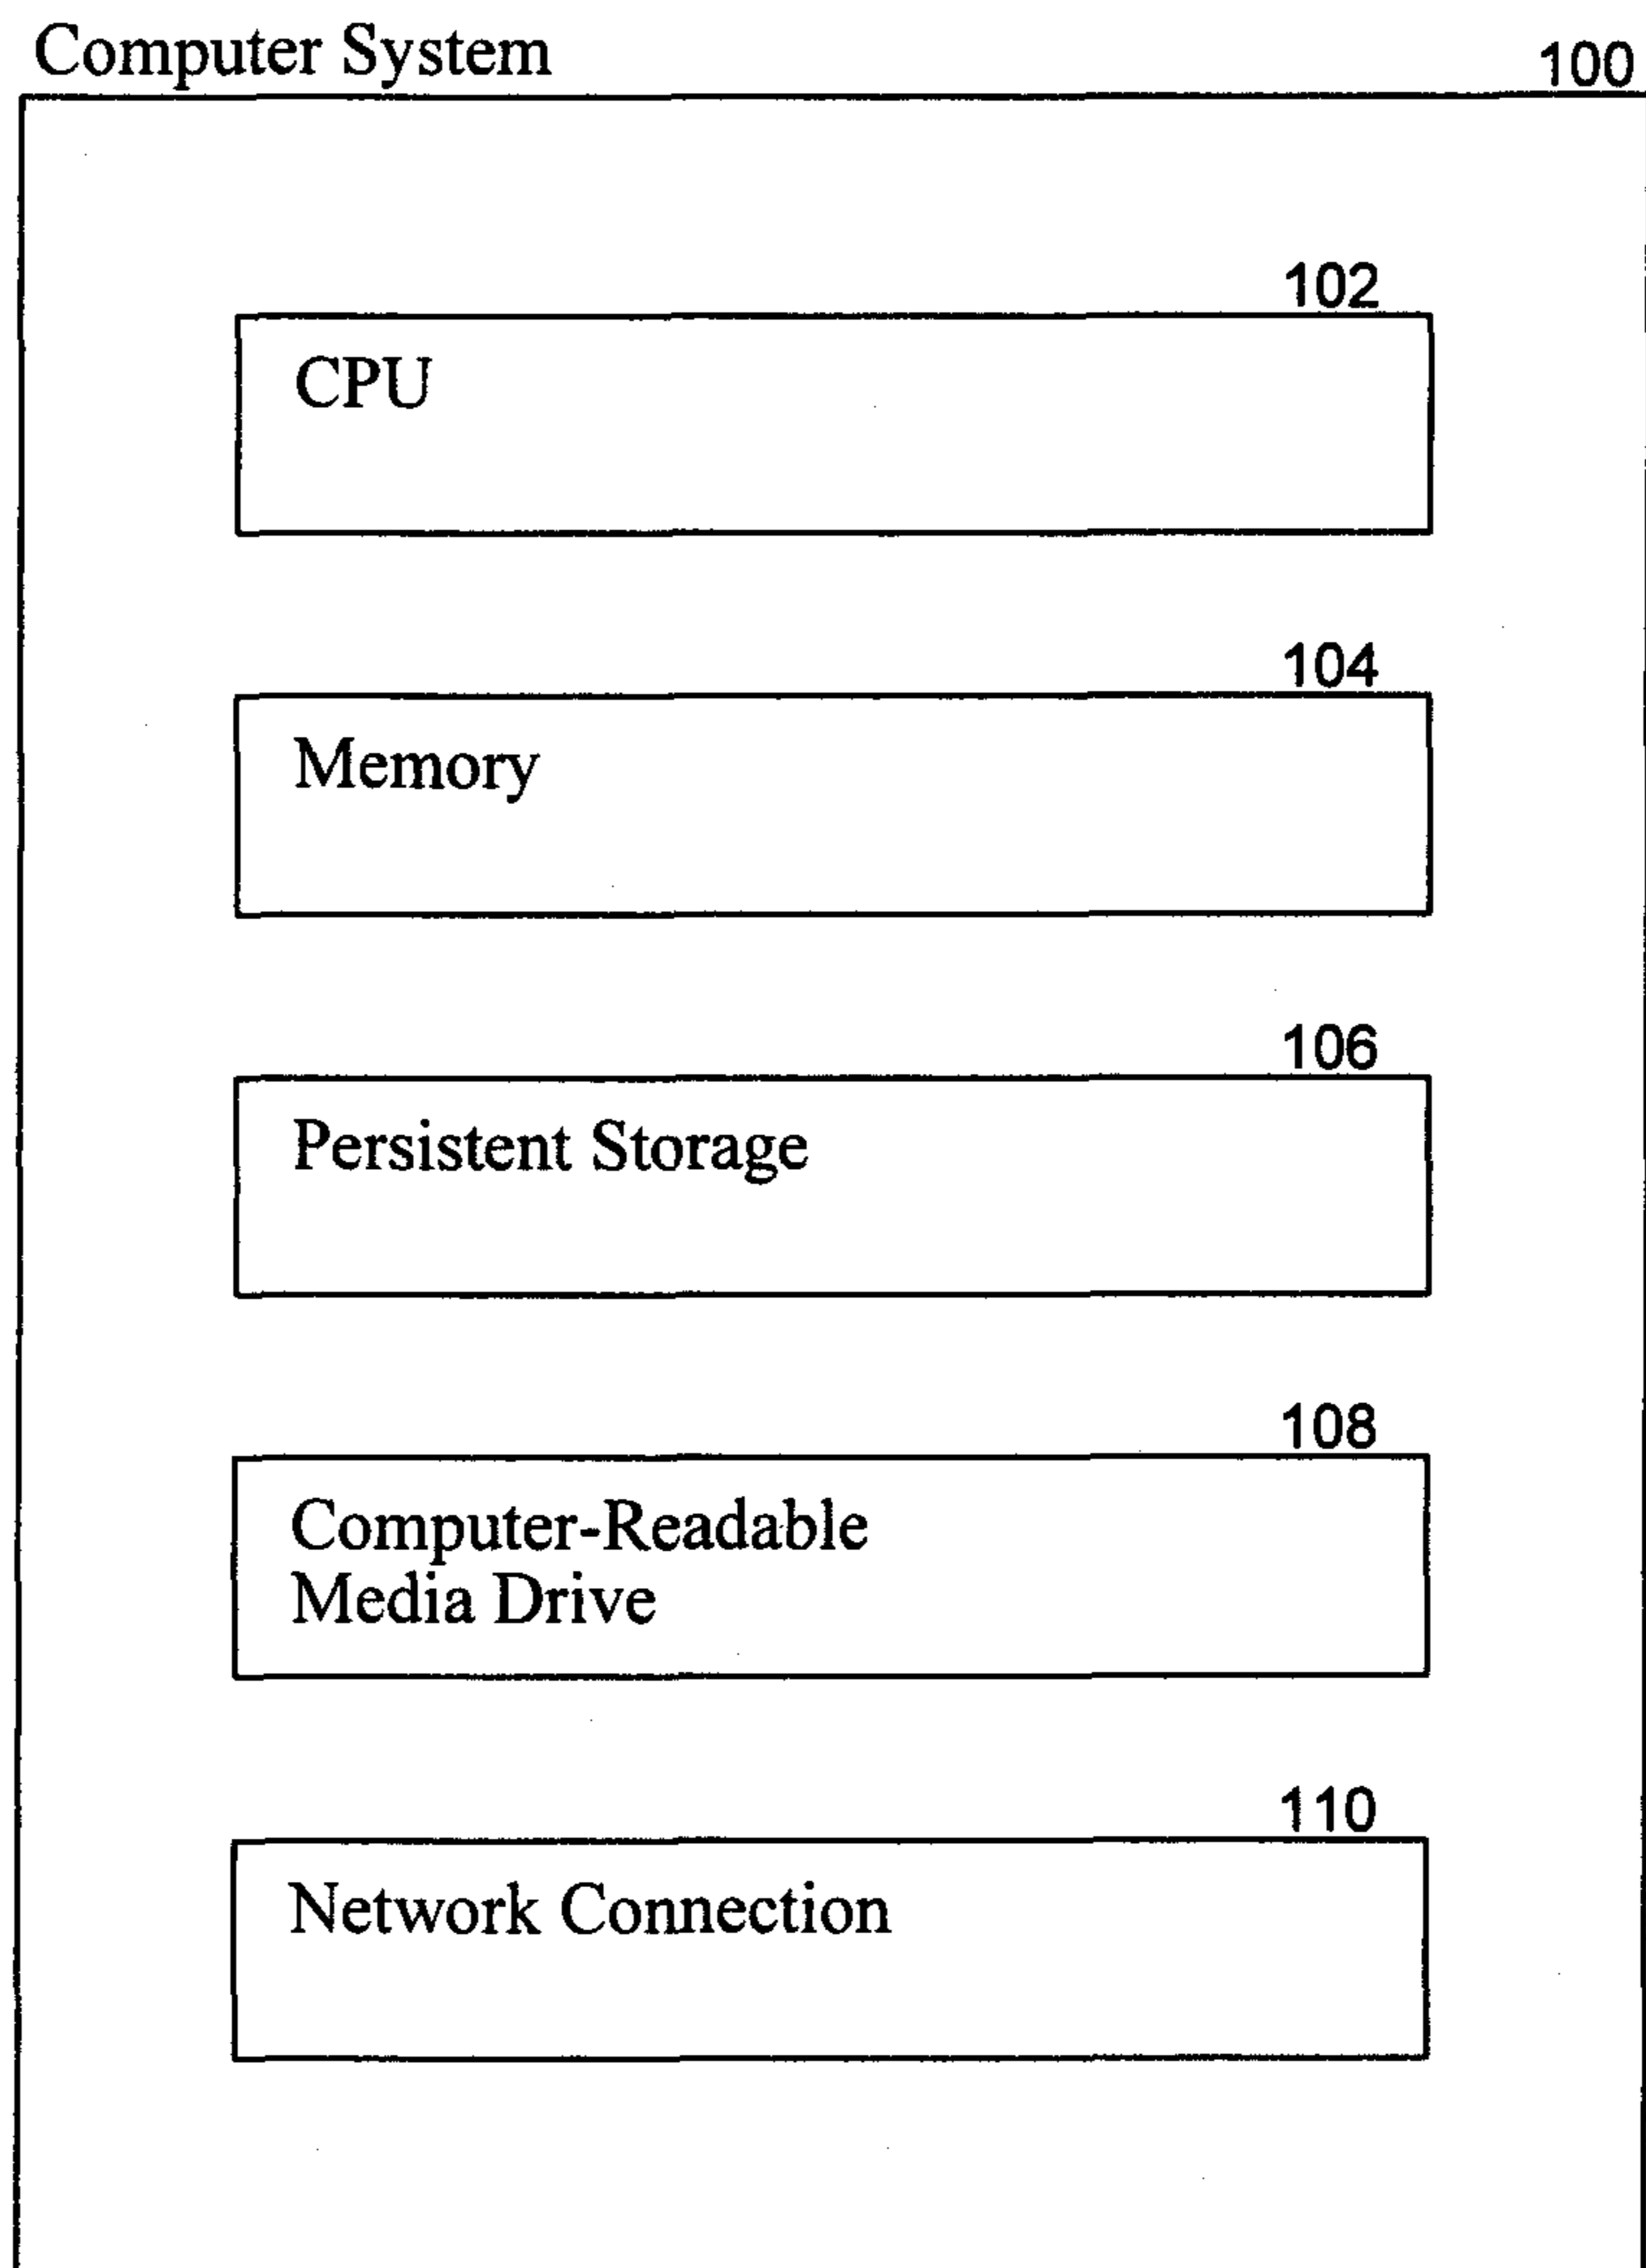 Computer System 100
102
CPU
104
Memory
106
Persistent Storage
108
Computer-Readable
Media Drive
110
Network Connection